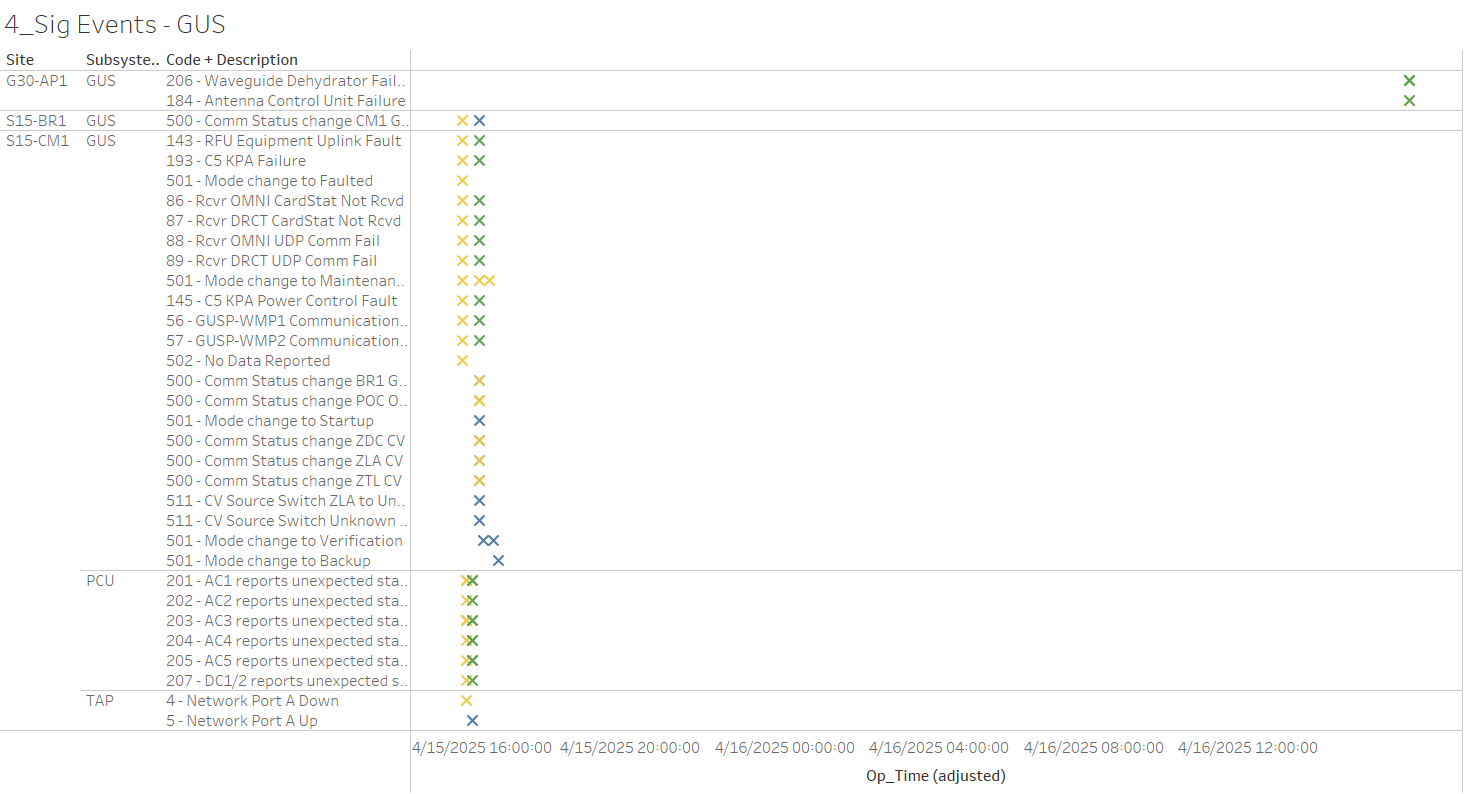 4_Sig Events - GUS
Site Subsyste.. Code + Description
G30-AP1 GUS 206 - Waveguide Dehydrator Fail..
184 - Antenna Control Unit Failure
S15-BR1 GUS 500 - Comm Status change CM1 G..
S15-CM1 GUS 143 - RFU Equipment Uplink Fault
193 - C5 KPA Failure
501 - Mode change to Faulted
86 - Rcvr OMNI CardStat Not Rcvd
87 - Rcvr DRCT CardStat Not Rcvd
88 - Rcvr OMNI UDP Comm Fail
89 - Rcvr DRCT UDP Comm Fail
501 - Mode change to Maintenan..
145 - C5 KPA Power Control Fault
56 - GUSP-WMP1 Communication..
57 - GUSP-WMP2 Communication..
502 - No Data Reported
500 - Comm Status change BR1 G..
500 - Comm Status change POC O..
501 - Mode change to Startup
500 - Comm Status change ZDC CV
500 - Comm Status change ZLA CV
500 - Comm Status change ZTL CV
511 - CV Source Switch ZLA to Un..
511 - CV Source Switch Unknown ..
501 - Mode change to Verification
501 - Mode change to Backup
PCU 201 - AC1 reports unexpected sta..
202 - AC2 reports unexpected sta..
203 - AC3 reports unexpected sta..
204 - AC4 reports unexpected sta..
205 - AC5 reports unexpected sta..
207 - DC1/2 reports unexpected s..
TAP 4 - Network Port A Down
5 - Network Port A Up
4/15/2025 16:00:00 4/15/2025 20:00:00 4/16/2025 00:00:00 4/16/2025 04:00:00 4/16/2025 08:00:00 4/16/2025 12:00:00
Op_Time (adjusted)